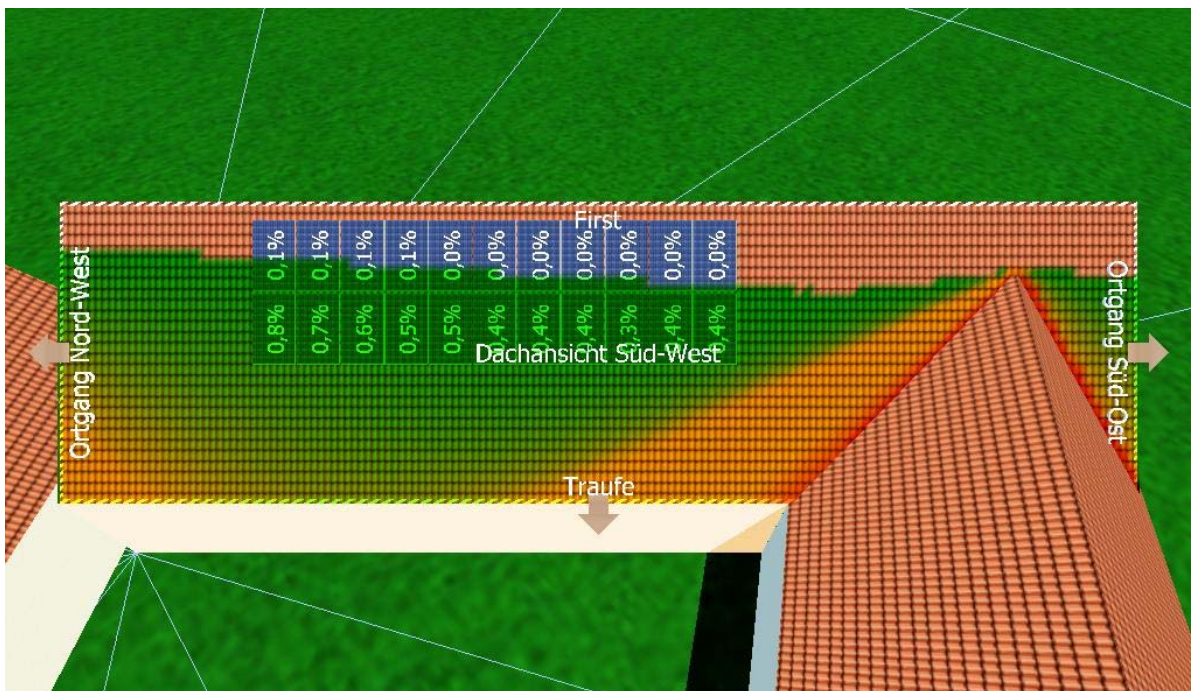 First
0,1% 0,1% 0,1% 0,1% 0,0% 0,0% 0,0% 0,0% 0,0% 0,0% 0,0%
0,8% 0,7% 0,6% 0,5% 0,5% 0,4% 0,4% 0,4% 0,3% 0,4% 0,4%
Dachansicht Süd-West
Ortgang Nord-West
Ortgang Süd-Ost
Traufe